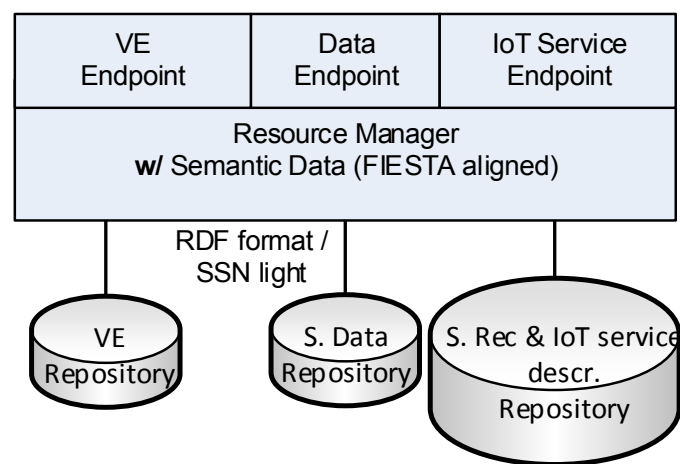 VE
Endpoint
Data
Endpoint
IoT Service
Endpoint
Resource Manager
w/ Semantic Data (FIESTA aligned)
RDF format /
SSN light
VE
Repository
S. Data
Repository
S. Rec & IoT service
descr.
Repository